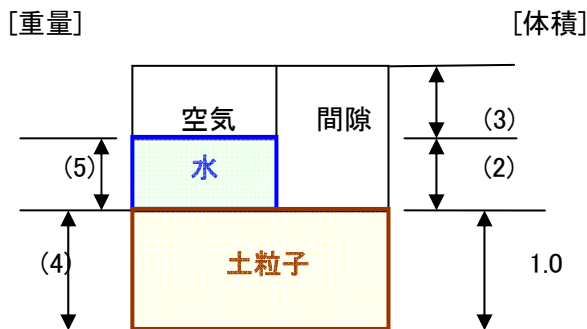 [重量] [体積]
空気 間隙 (3)
(5) 水 (2)
(4) 土粒子 1.0